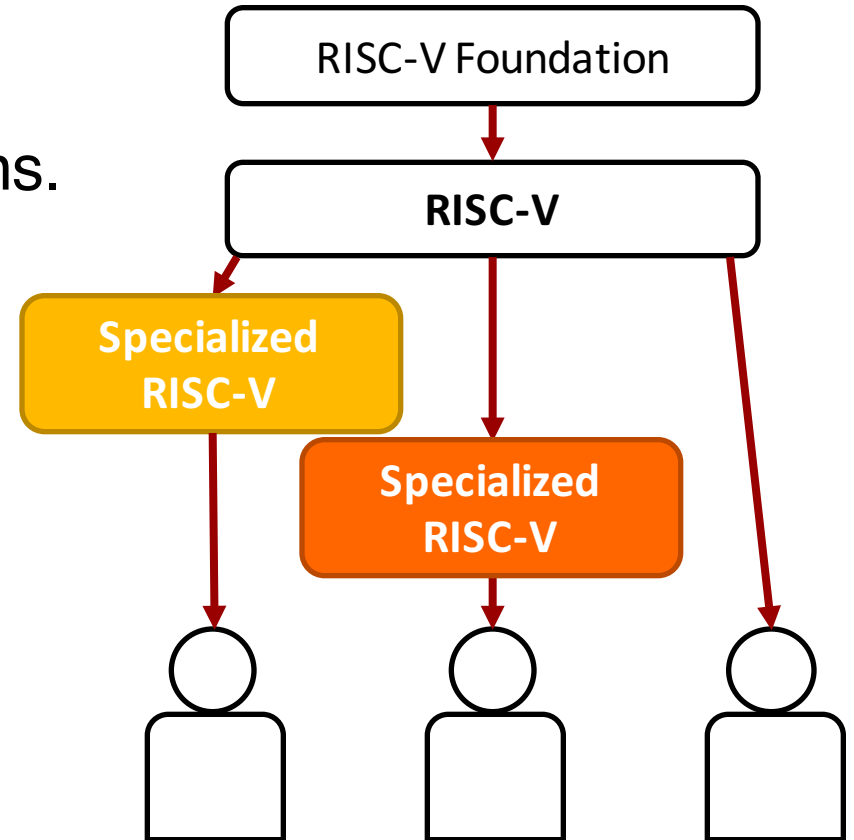 RISC-V Foundation
ns.
RISC-V
Specialized
RISC-V
Specialized
RISC-V